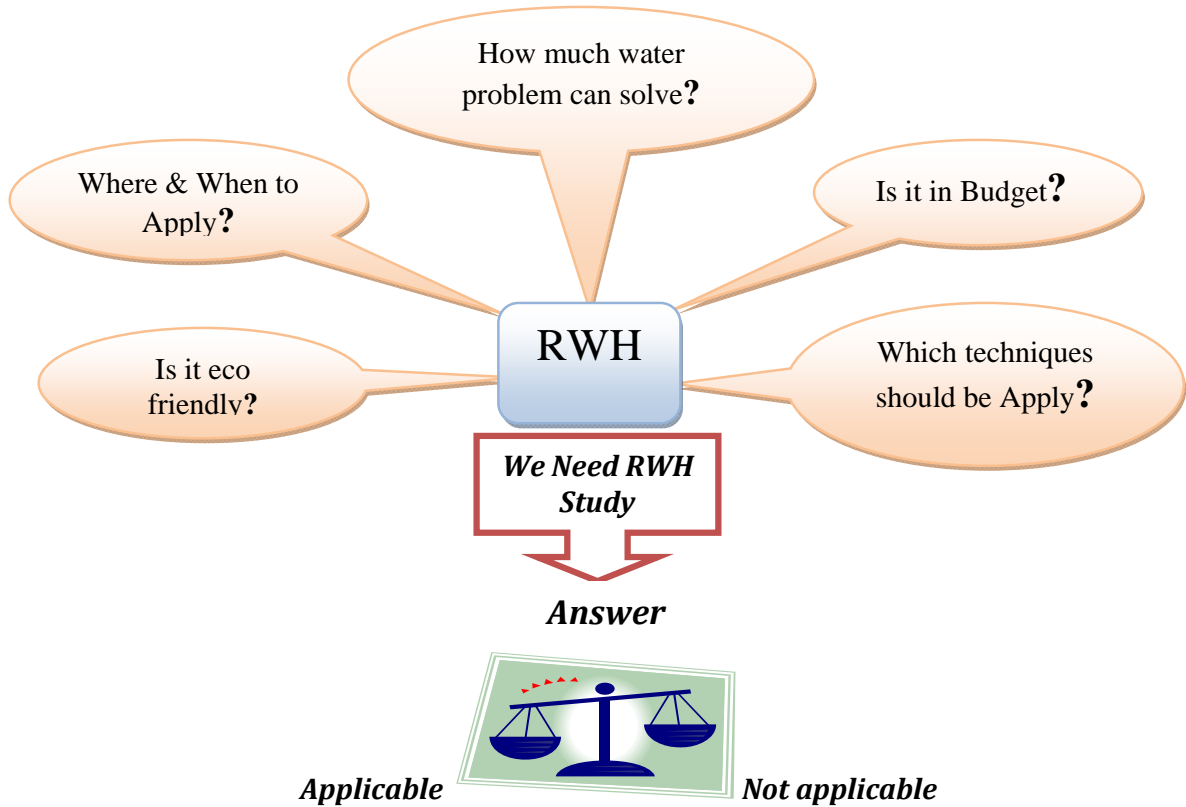 How much water
problem can solve?
Where & When to
Apply?
Is it in Budget?
Is it eco
friendly?
RWH
Which techniques
should be Apply?
We Need RWH
Study
Answer
Applicable
Not applicable